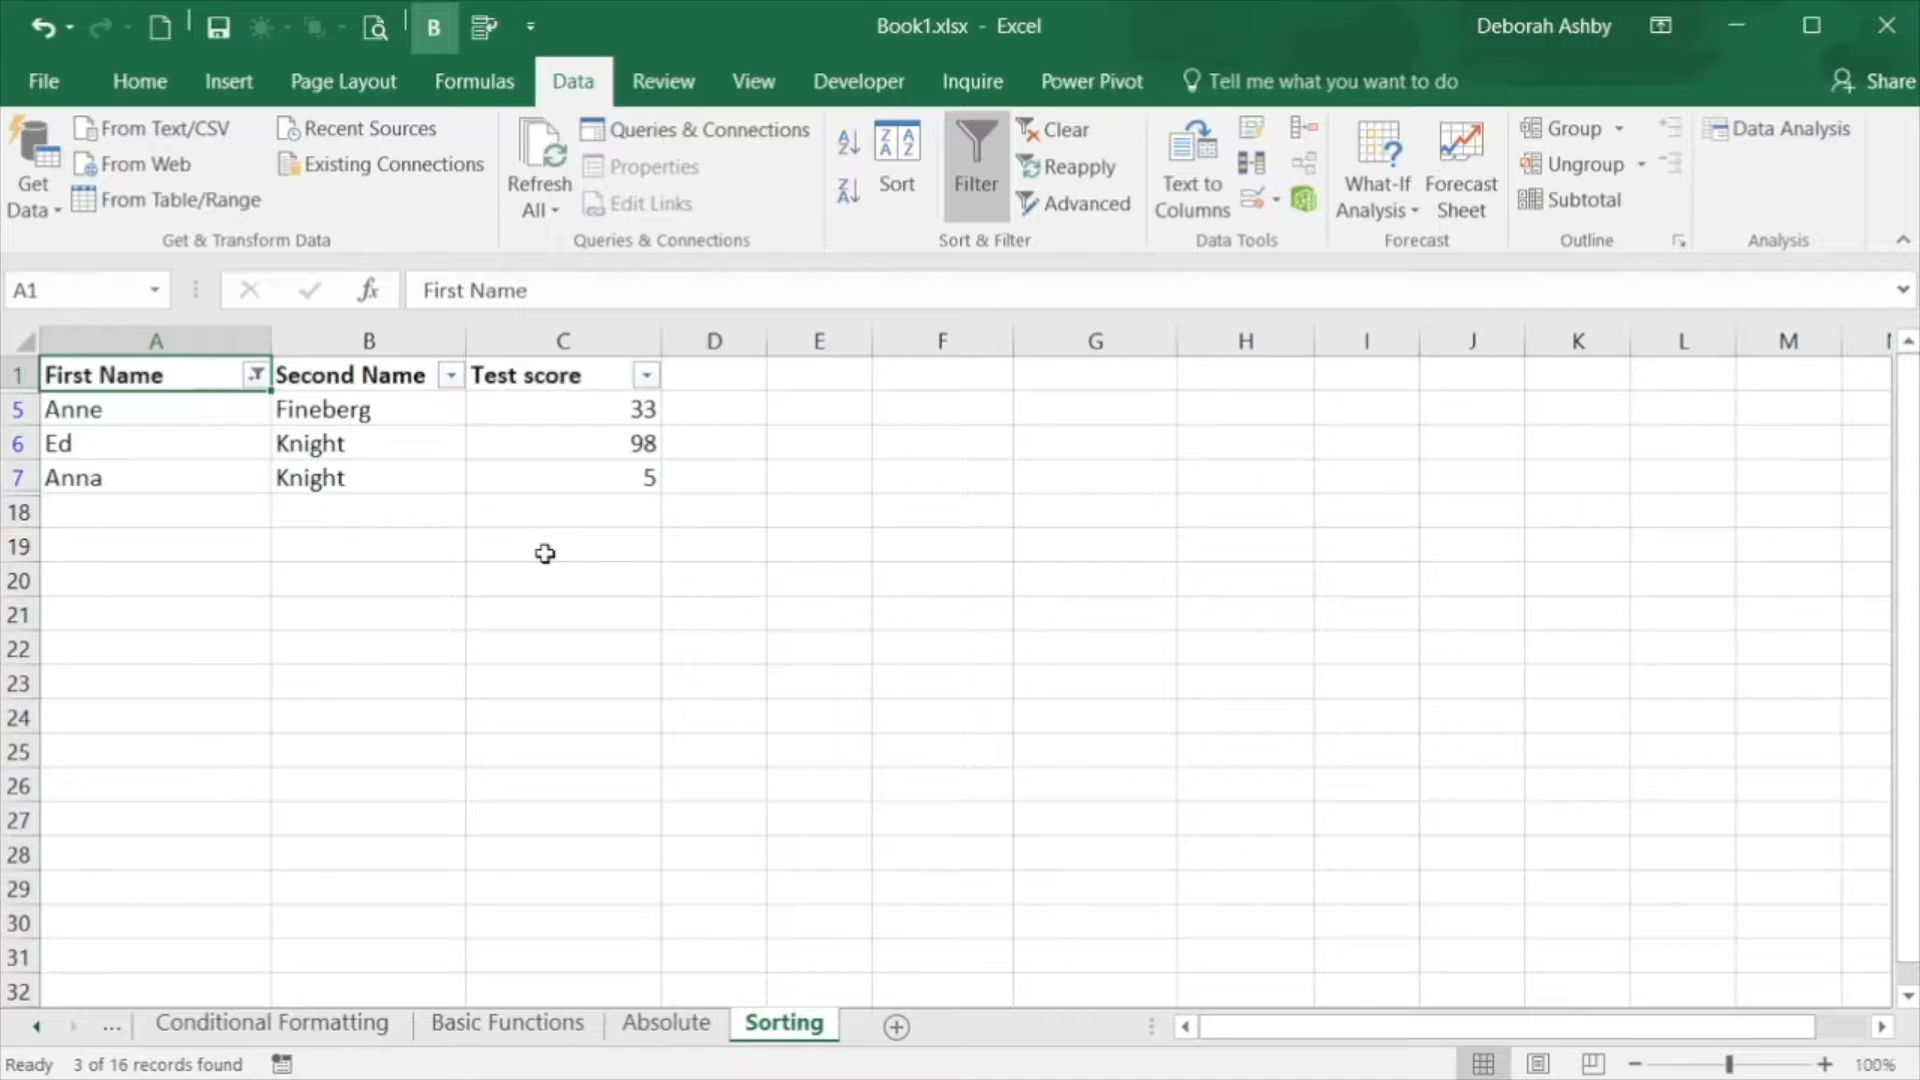 B
Book1.xlsx - Excel
Deborah Ashby
File Home Insert Page Layout Formulas Data Review View Developer Inquire Power Pivot Tell me what you want to do Share
From Text/CSV
From Web
From Table/Range
Recent Sources
Existing Connections
Get
Data
Get & Transform Data
Refresh
All
Queries & Connections
Properties
Edit Links
Queries & Connections
Sort
Filter
Clear
Reapply
Advanced
Sort & Filter
Text to
Columns
Data Tools
What-If
Analysis
Forecast
Sheet
Forecast
Group
Ungroup
Subtotal
Outline
Data Analysis
Analysis
A1 fx First Name
A B C D E F G H I J K L M
1 First Name Second Name Test score
5 Anne Fineberg 33
6 Ed Knight 98
7 Anna Knight 5
18
19
20
21
22
23
24
25
26
27
28
29
30
31
32
... Conditional Formatting Basic Functions Absolute Sorting
Ready 3 of 16 records found 100%